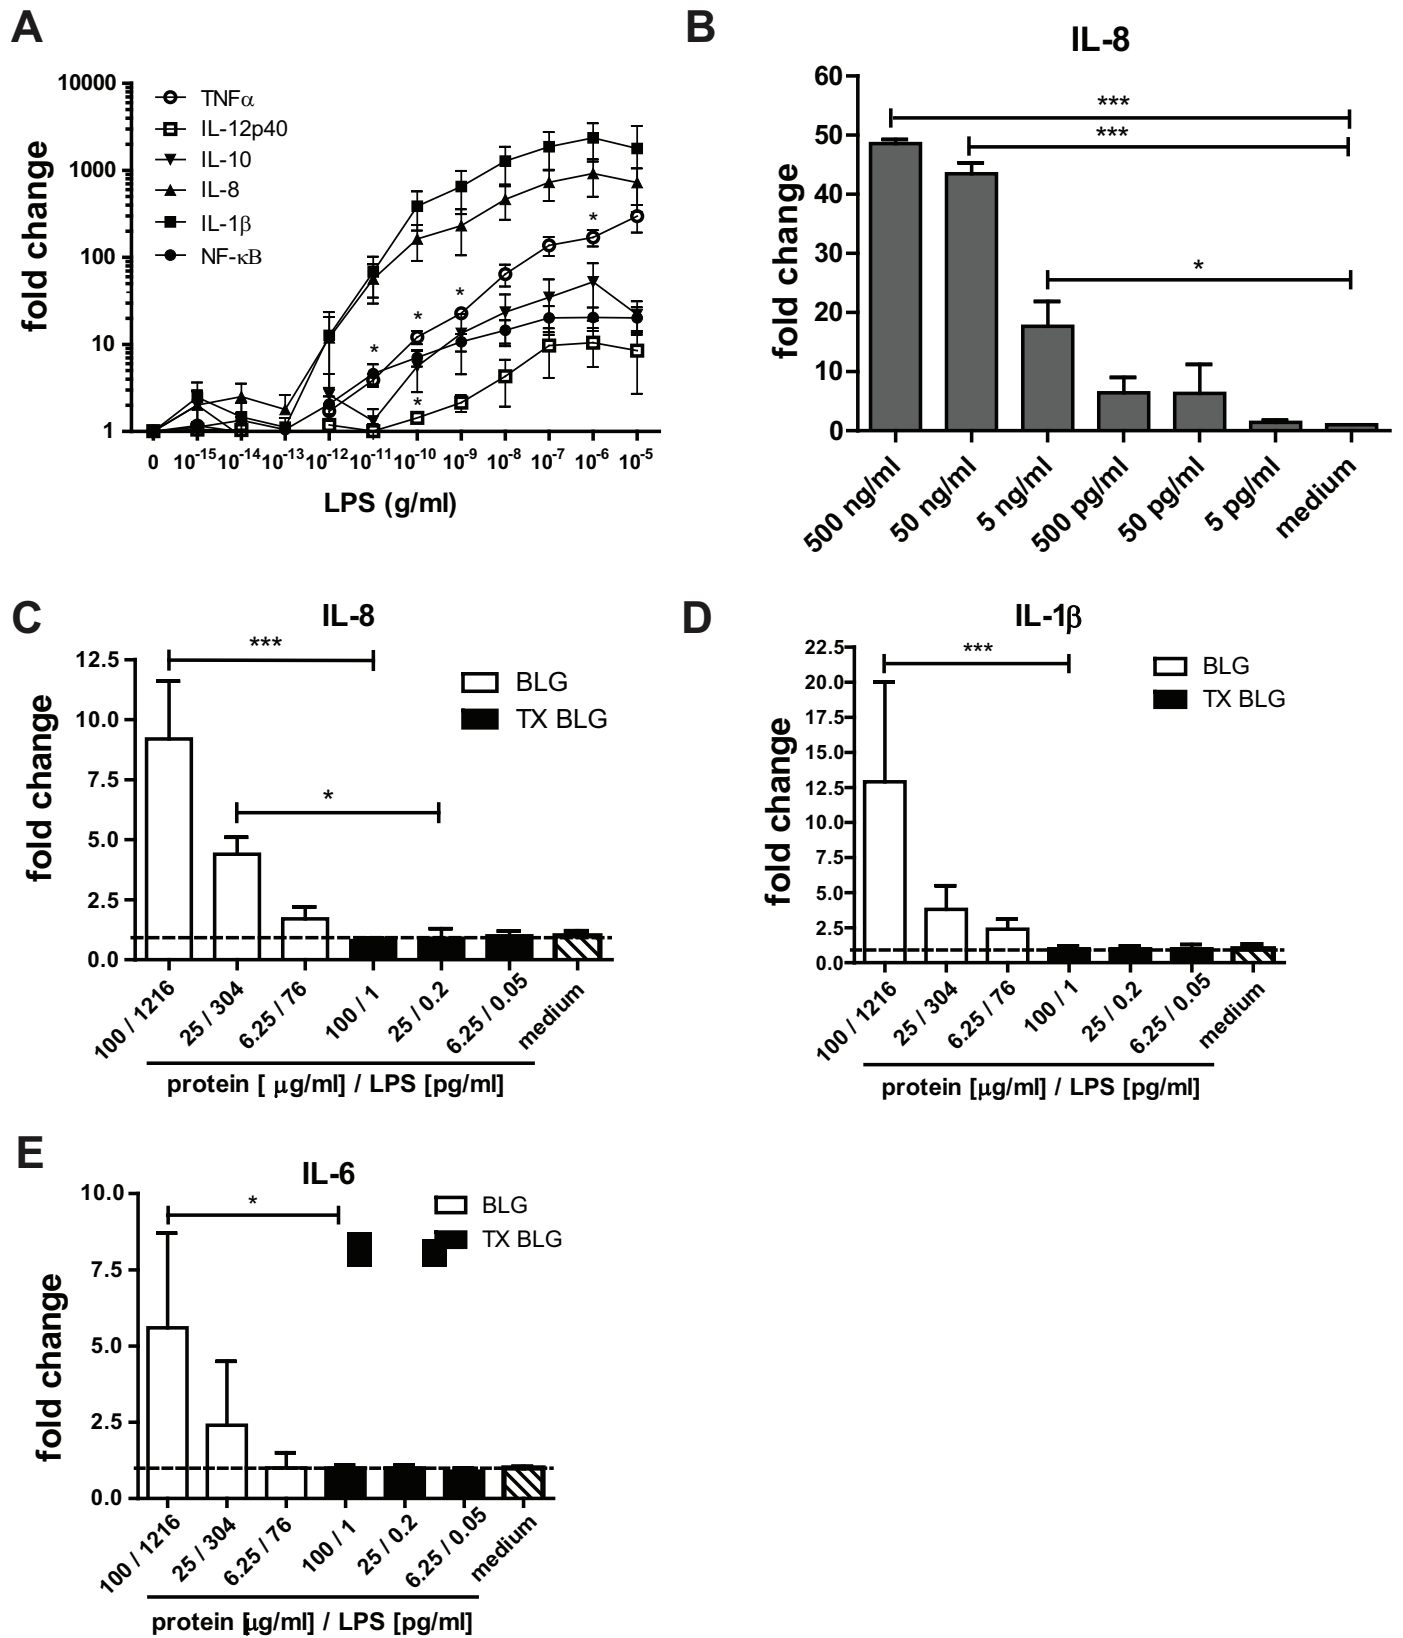 A
10000
1000
100
10
1
fold change
TNFα
IL-12p40
IL-10
IL-8
IL-1β
NF-κB
*
*
*
*
*
0 10-15 10-14 10-13 10-12 10-11 10-10 10-9 10-8 10-7 10-6 10-5
LPS (g/ml)
B
IL-8
60
50
40
30
20
10
0
fold change
***
***
*
500 ng/ml
50 ng/ml
5 ng/ml
500 pg/ml
50 pg/ml
5 pg/ml
medium
C
IL-8
12.5
10.0
7.5
5.0
2.5
0.0
fold change
***
*
BLG
TX BLG
100 / 1216
25 / 304
6.25 / 76
100 / 1
25 / 0.2
6.25 / 0.05
medium
protein [ μg/ml] / LPS [pg/ml]
D
IL-1β
22.5
20.0
17.5
15.0
12.5
10.0
7.5
5.0
2.5
0.0
fold change
***
BLG
TX BLG
100 / 1216
25 / 304
6.25 / 76
100 / 1
25 / 0.2
6.25 / 0.05
medium
protein [μg/ml] / LPS [pg/ml]
E
IL-6
10.0
7.5
5.0
2.5
0.0
fold change
*
BLG
TX BLG
100 / 1216
25 / 304
6.25 / 76
100 / 1
25 / 0.2
6.25 / 0.05
medium
protein [μg/ml] / LPS [pg/ml]